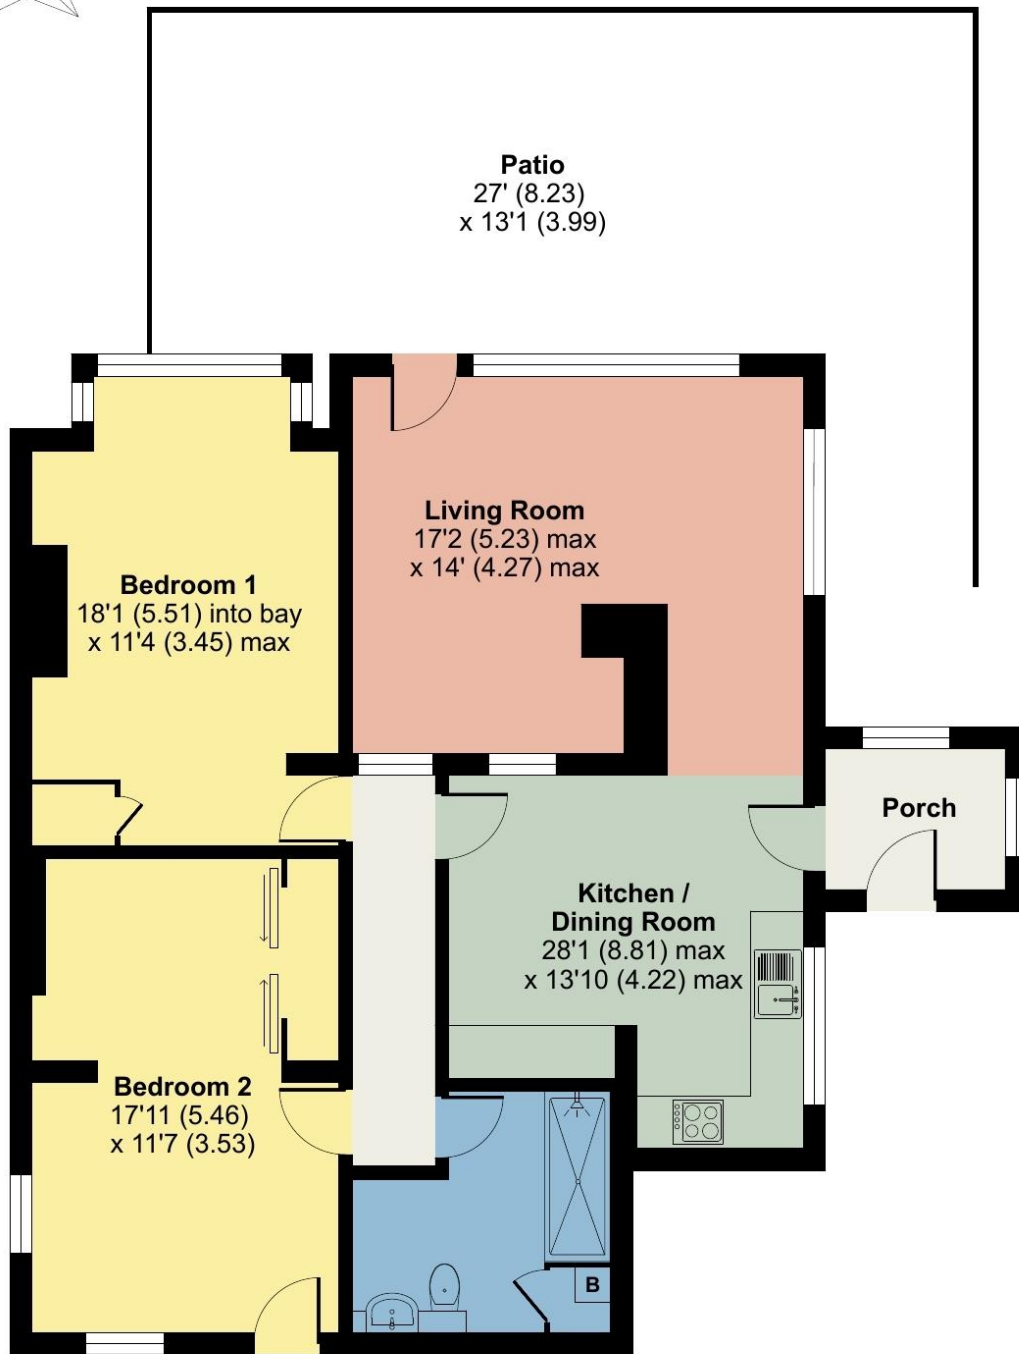 Patio
27' (8.23)
x 13'1 (3.99)
Living Room
17'2 (5.23) max
x 14' (4.27) max
Bedroom 1
18'1 (5.51) into bay
x 11'4 (3.45) max
Porch
Kitchen /
Dining Room
28'1 (8.81) max
x 13'10 (4.22) max
Bedroom 2
17'11 (5.46)
x 11'7 (3.53)
B